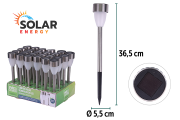 SOLAR
ENERGY
36,5 cm
Ø 5,5 cm